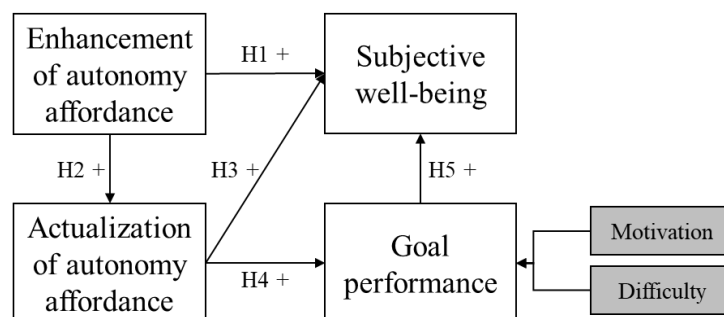 Enhancement
of autonomy
affordance
H1 +
Subjective
well-being
H2 +
H3 +
H5 +
Actualization
of autonomy
affordance
H4 +
Goal
performance
Motivation
Difficulty